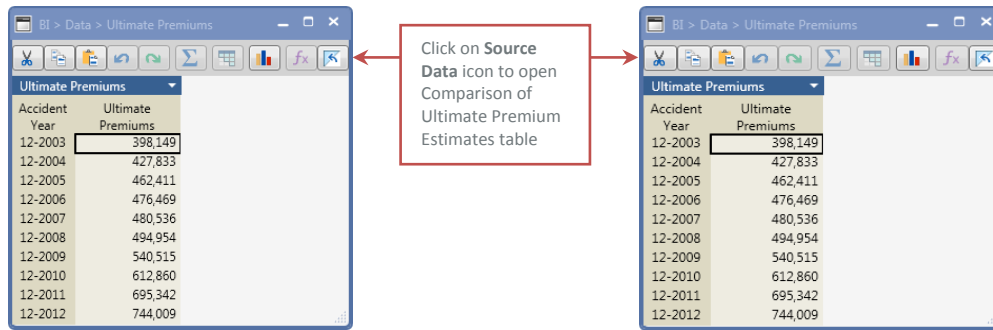 BI > Data > Ultimate Premiums
Σ fx
Ultimate Premiums
Accident Ultimate
Year Premiums
12-2003 398,149
12-2004 427,833
12-2005 462,411
12-2006 476,469
12-2007 480,536
12-2008 494,954
12-2009 540,515
12-2010 612,860
12-2011 695,342
12-2012 744,009
Click on Source
Data icon to open
Comparison of
Ultimate Premium
Estimates table
BI > Data > Ultimate Premiums
Σ fx
Ultimate Premiums
Accident Ultimate
Year Premiums
12-2003 398,149
12-2004 427,833
12-2005 462,411
12-2006 476,469
12-2007 480,536
12-2008 494,954
12-2009 540,515
12-2010 612,860
12-2011 695,342
12-2012 744,009